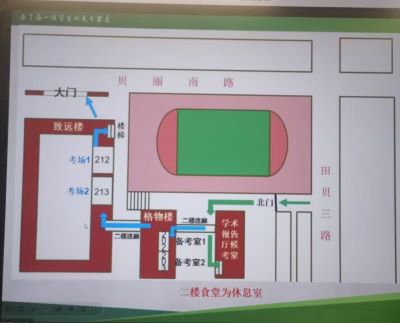 贝丽南路
大门
致远楼
楼梯
考场1
212
考场2
213
田贝三路
北门
格物楼
二楼连廊
学术报告厅候考室
二楼连廊
备考室1
备考室2
二楼食堂为休息室